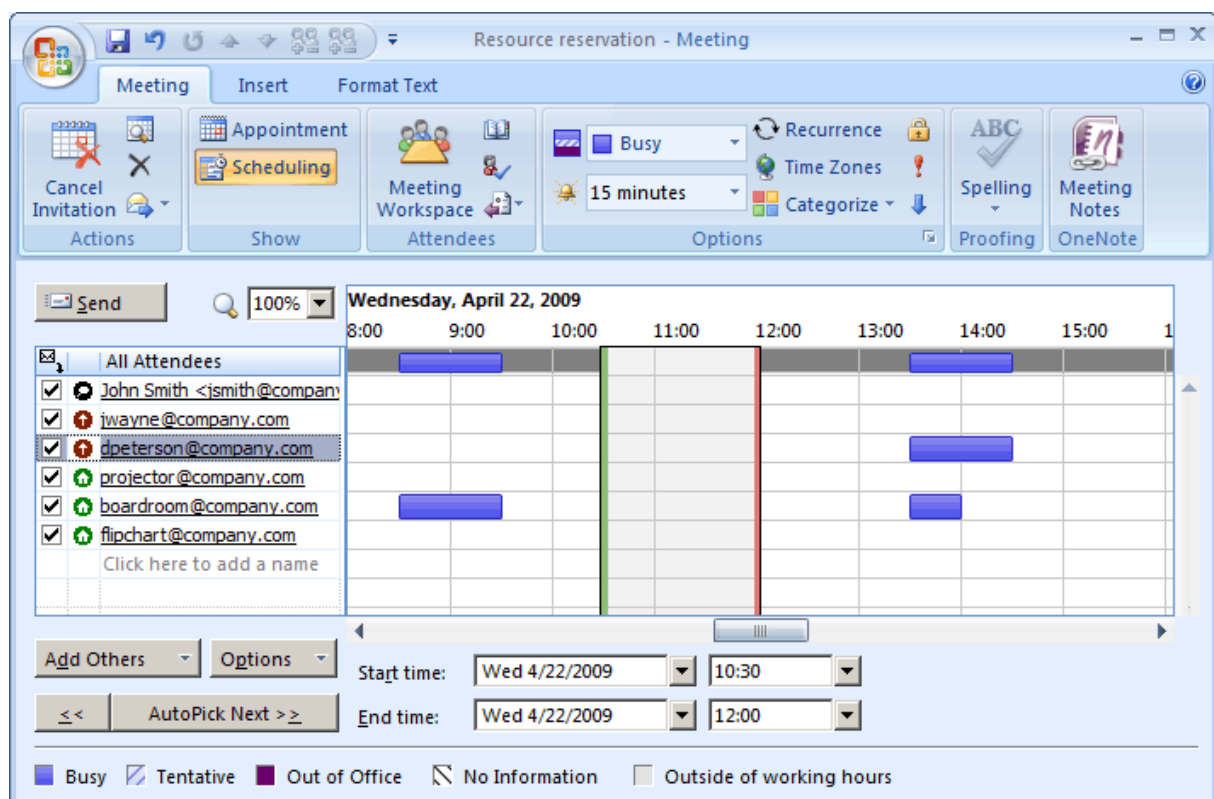 Resource reservation - Meeting
Meeting Insert Format Text
Cancel Invitation
Actions
Appointment
Scheduling
Show
Meeting Workspace
Attendees
Busy
15 minutes
Recurrence
Time Zones
Categorize
Options
ABC
Spelling
Proofing
Meeting Notes
OneNote
Send
100%
Wednesday, April 22, 2009
8:00 9:00 10:00 11:00 12:00 13:00 14:00 15:00 1
All Attendees
John Smith <jsmith@company
jwayne@company.com
dpeterson@company.com
projector@company.com
boardroom@company.com
flipchart@company.com
Click here to add a name
Add Others Options
<< AutoPick Next >>
Start time: Wed 4/22/2009 10:30
End time: Wed 4/22/2009 12:00
Busy Tentative Out of Office No Information Outside of working hours